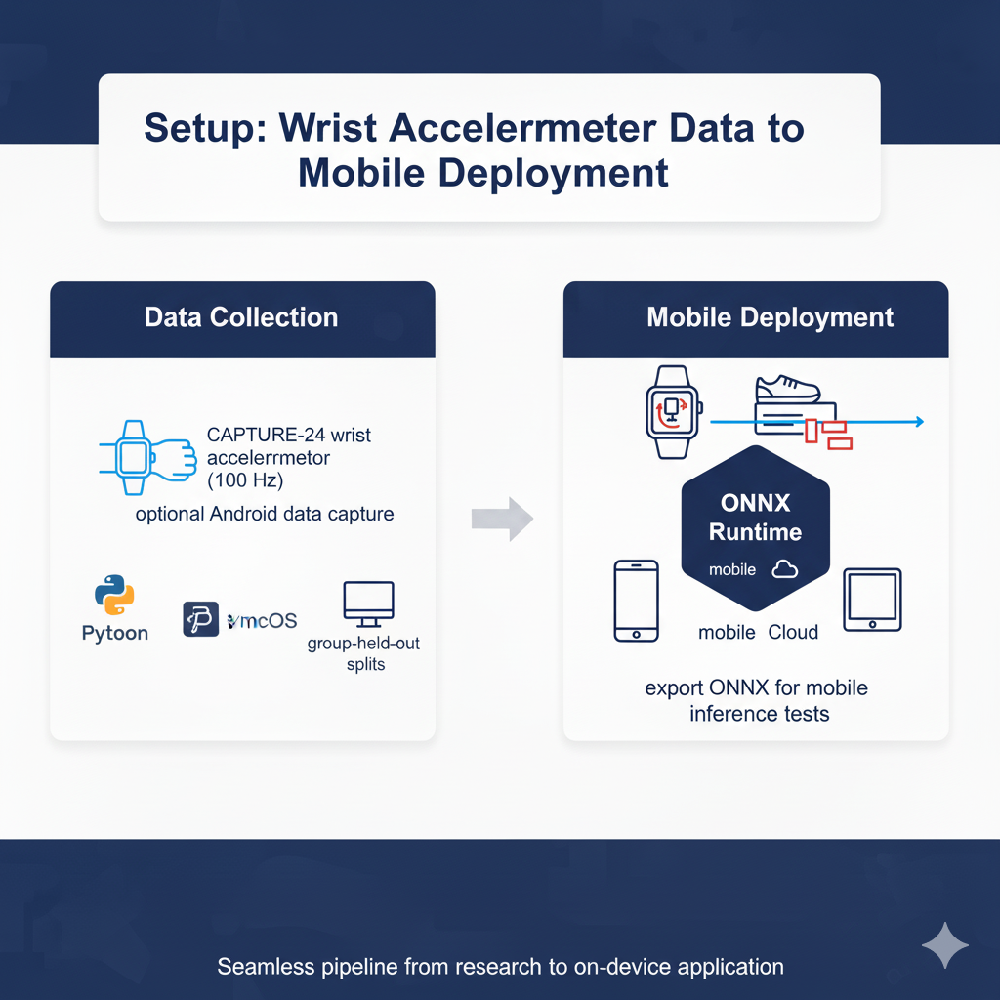 Setup: Wrist Accelermmeter Data to
Mobile Deployment
Data Collection
CAPTURE-24 wrist
accelerrmetor
(100 Hz)
optional Android data capture
Pytoon
vmcOS
group-held-out
splits
Mobile Deployment
ONNX
Runtime
mobile
mobile Cloud
export ONNX for mobile
inference tests
Seamless pipeline from research to on-device application